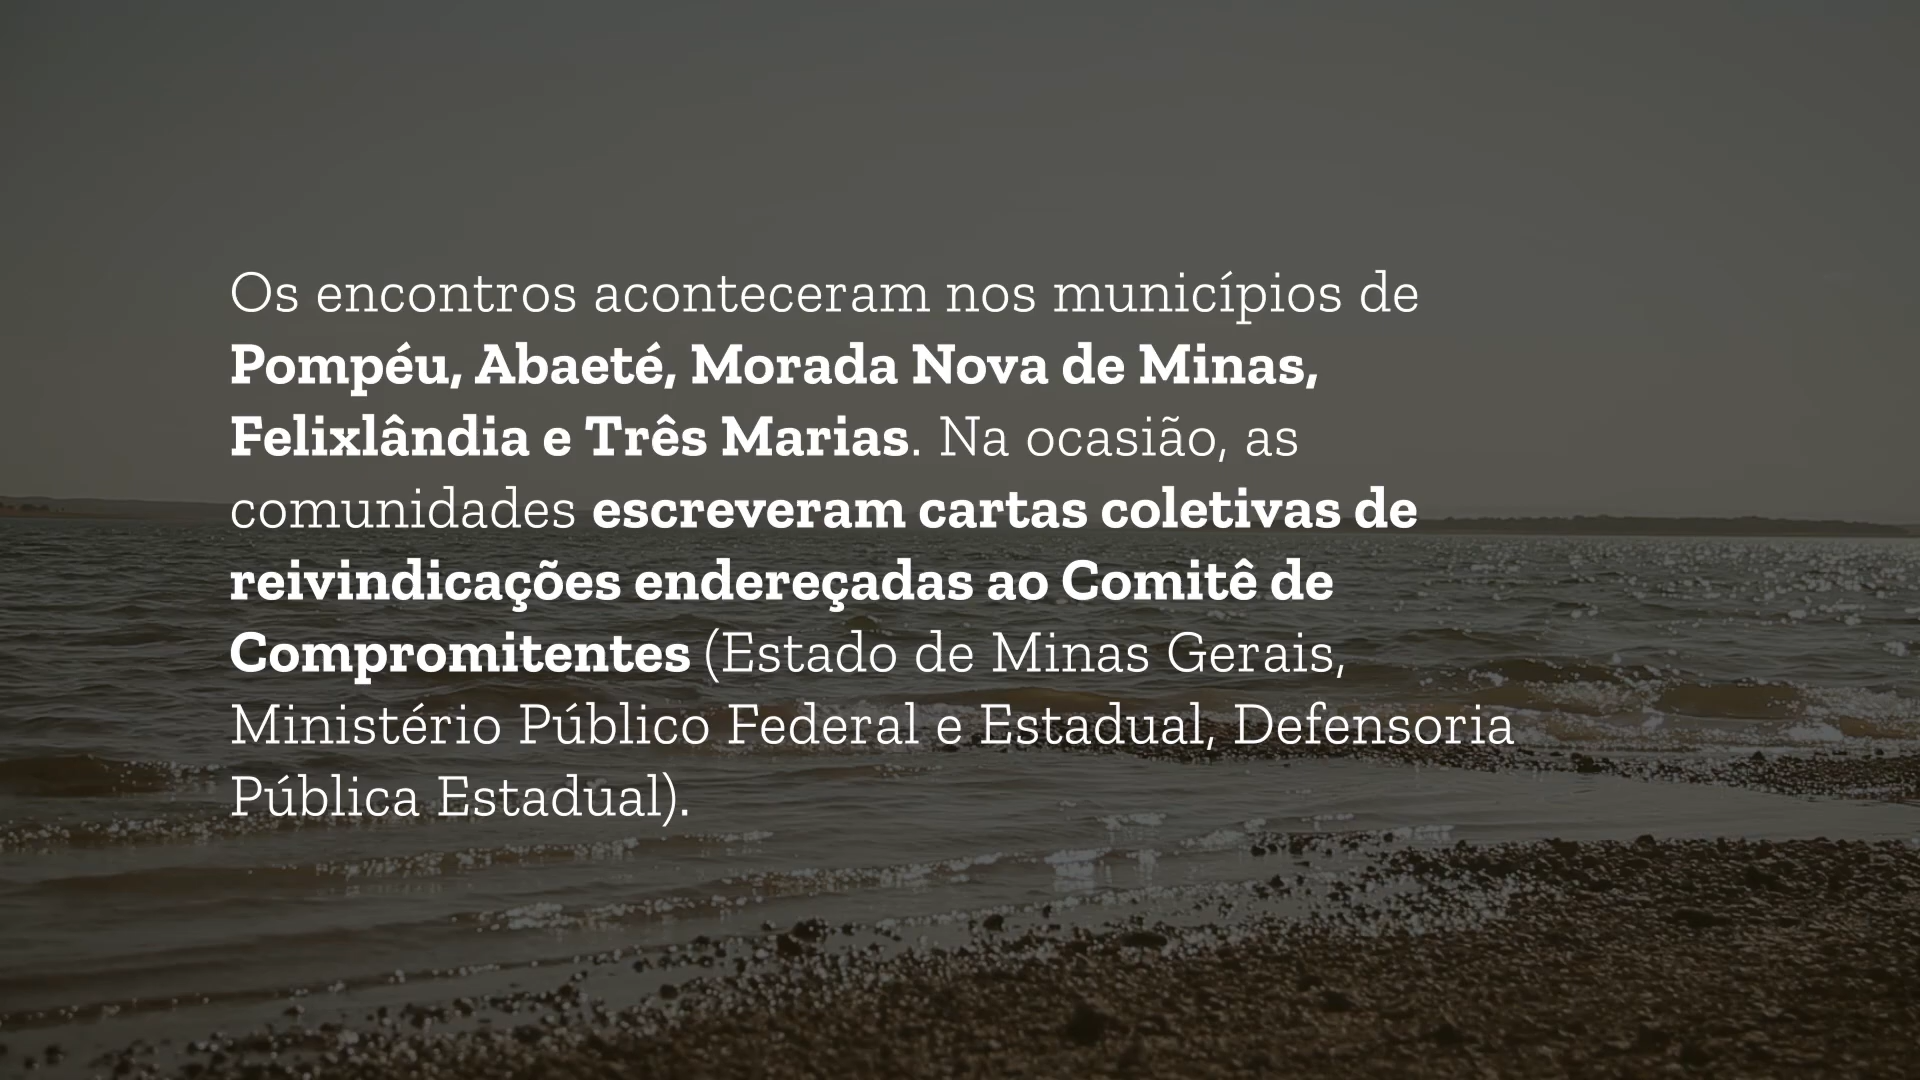 Os encontros aconteceram nos municípios de
Pompéu, Abaeté, Morada Nova de Minas,
Felixlândia e Três Marias. Na ocasião, as
comunidades escreveram cartas coletivas de
reivindicações endereçadas ao Comitê de
Compromitentes (Estado de Minas Gerais,
Ministério Público Federal e Estadual, Defensoria
Pública Estadual).